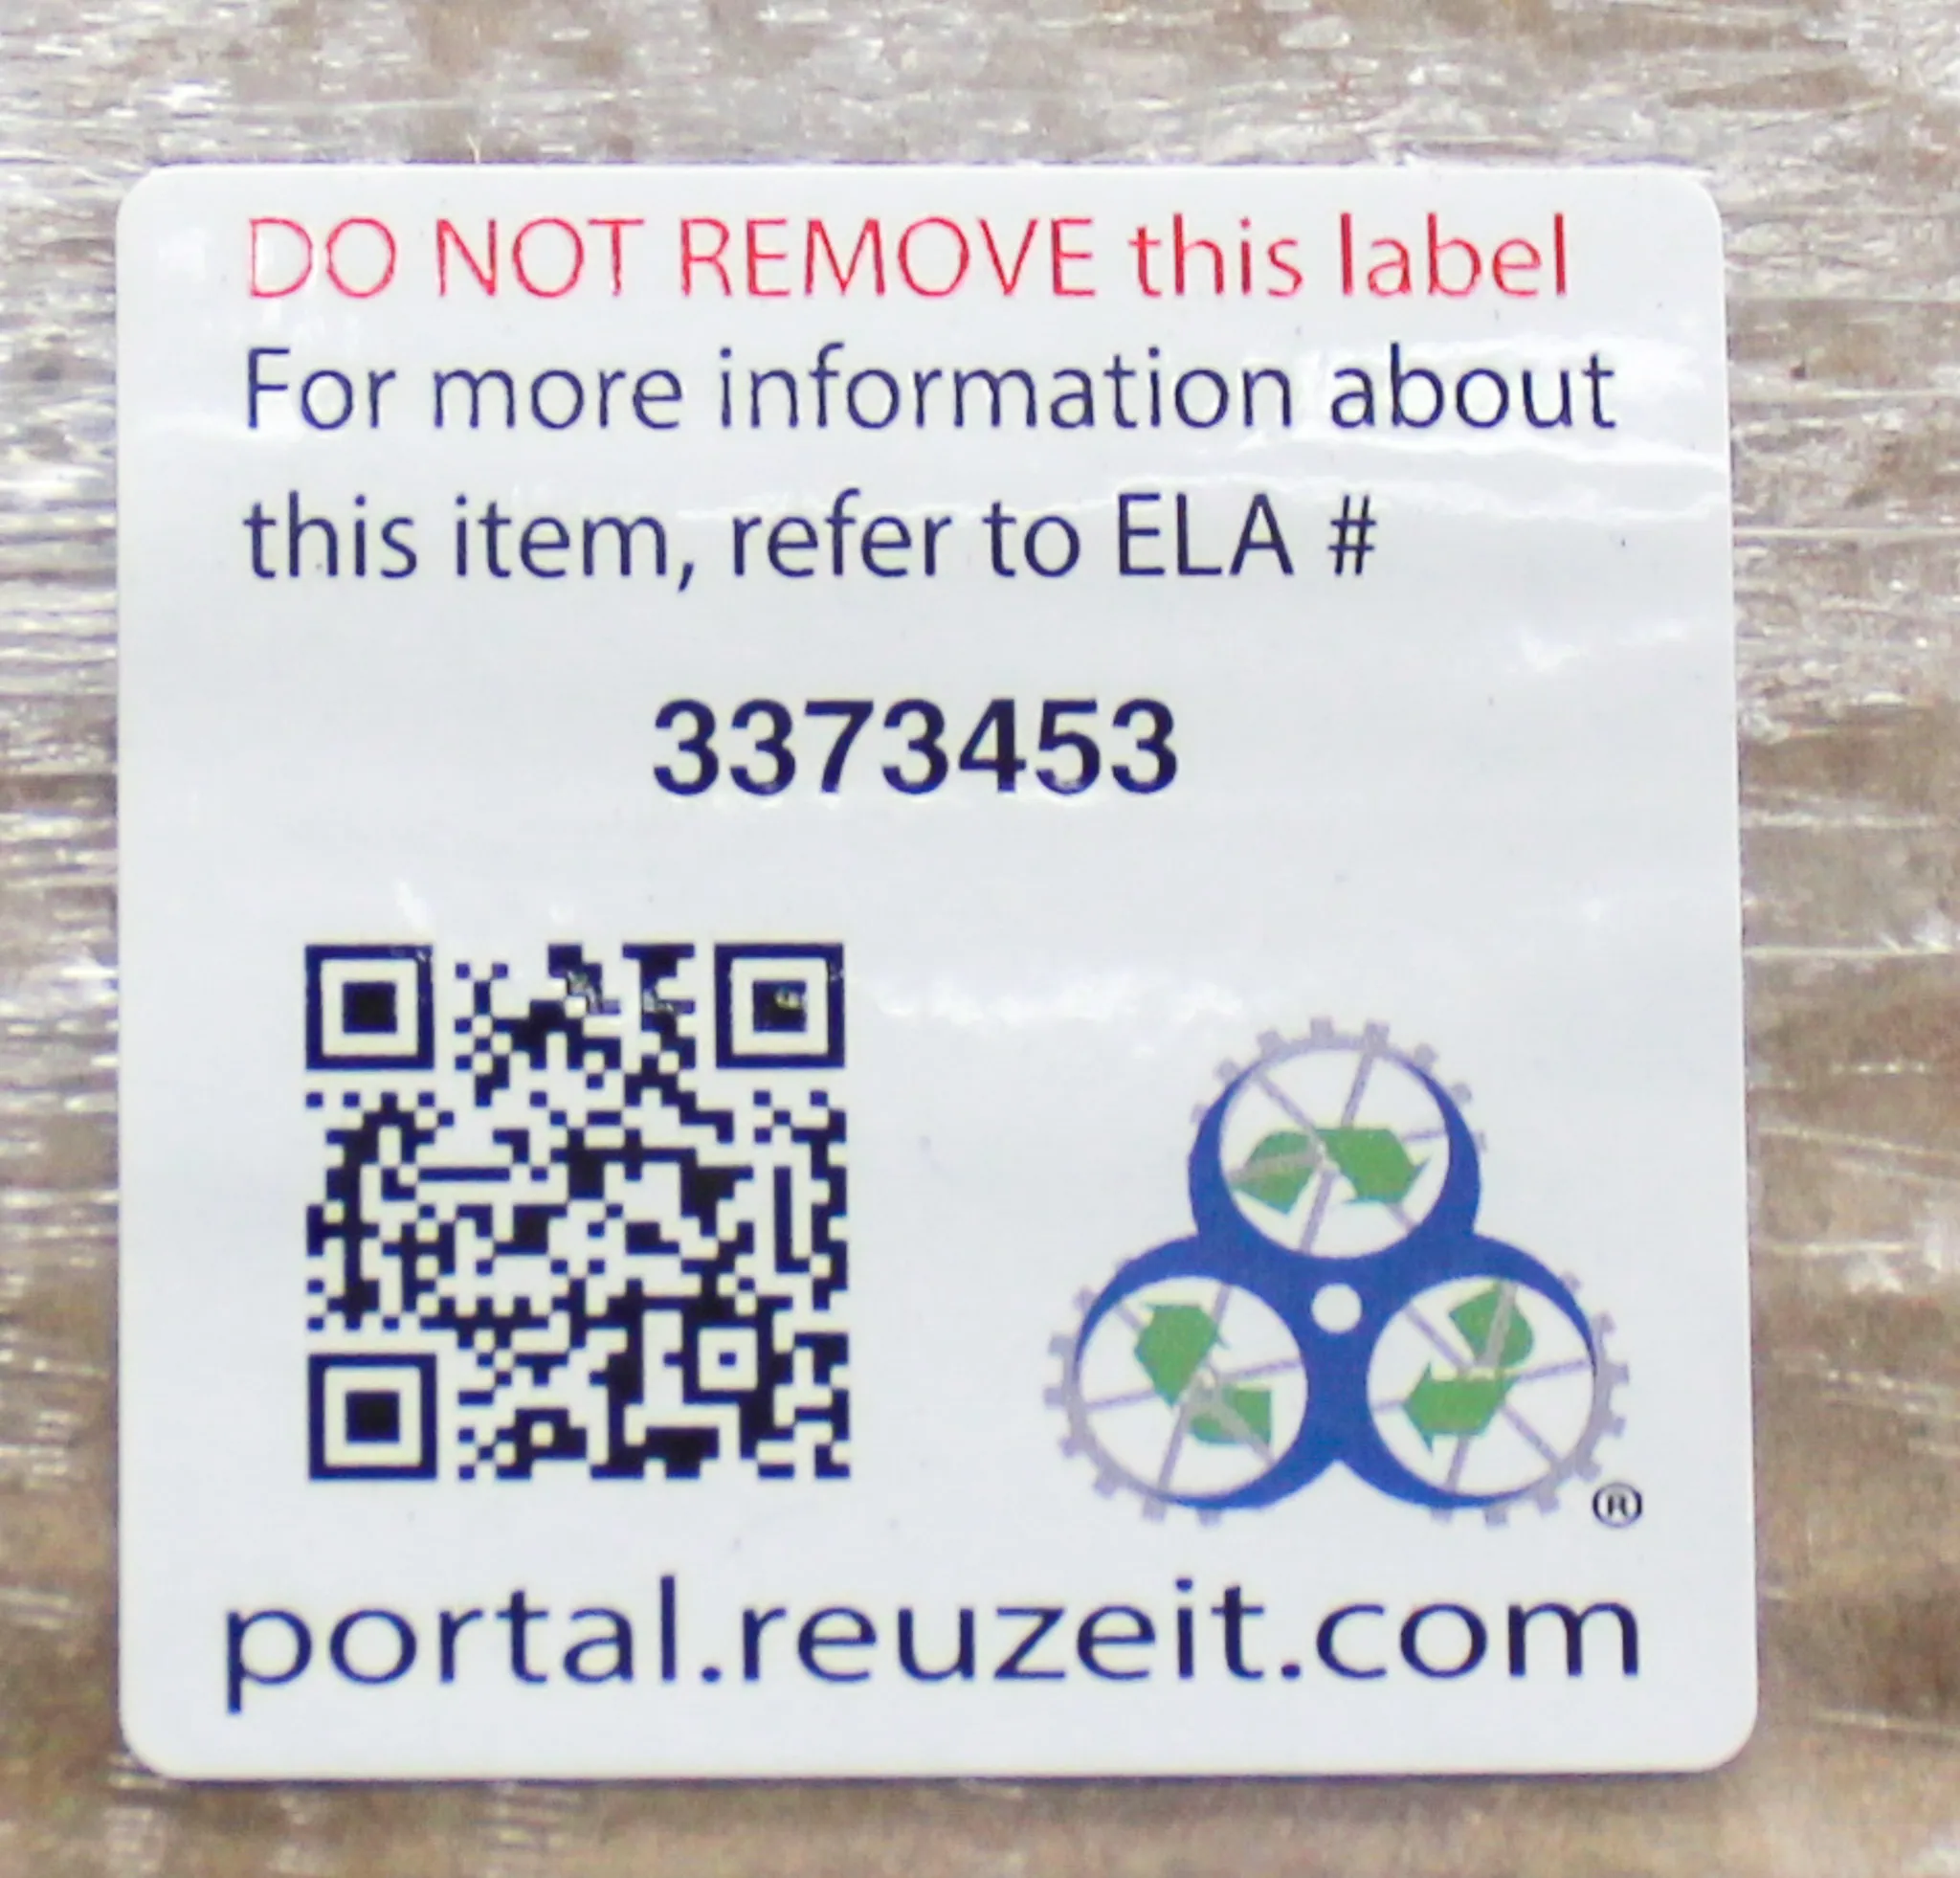 DO NOT REMOVE this label
For more information about
this item, refer to ELA #
3373453
®
portal.reuzeit.com